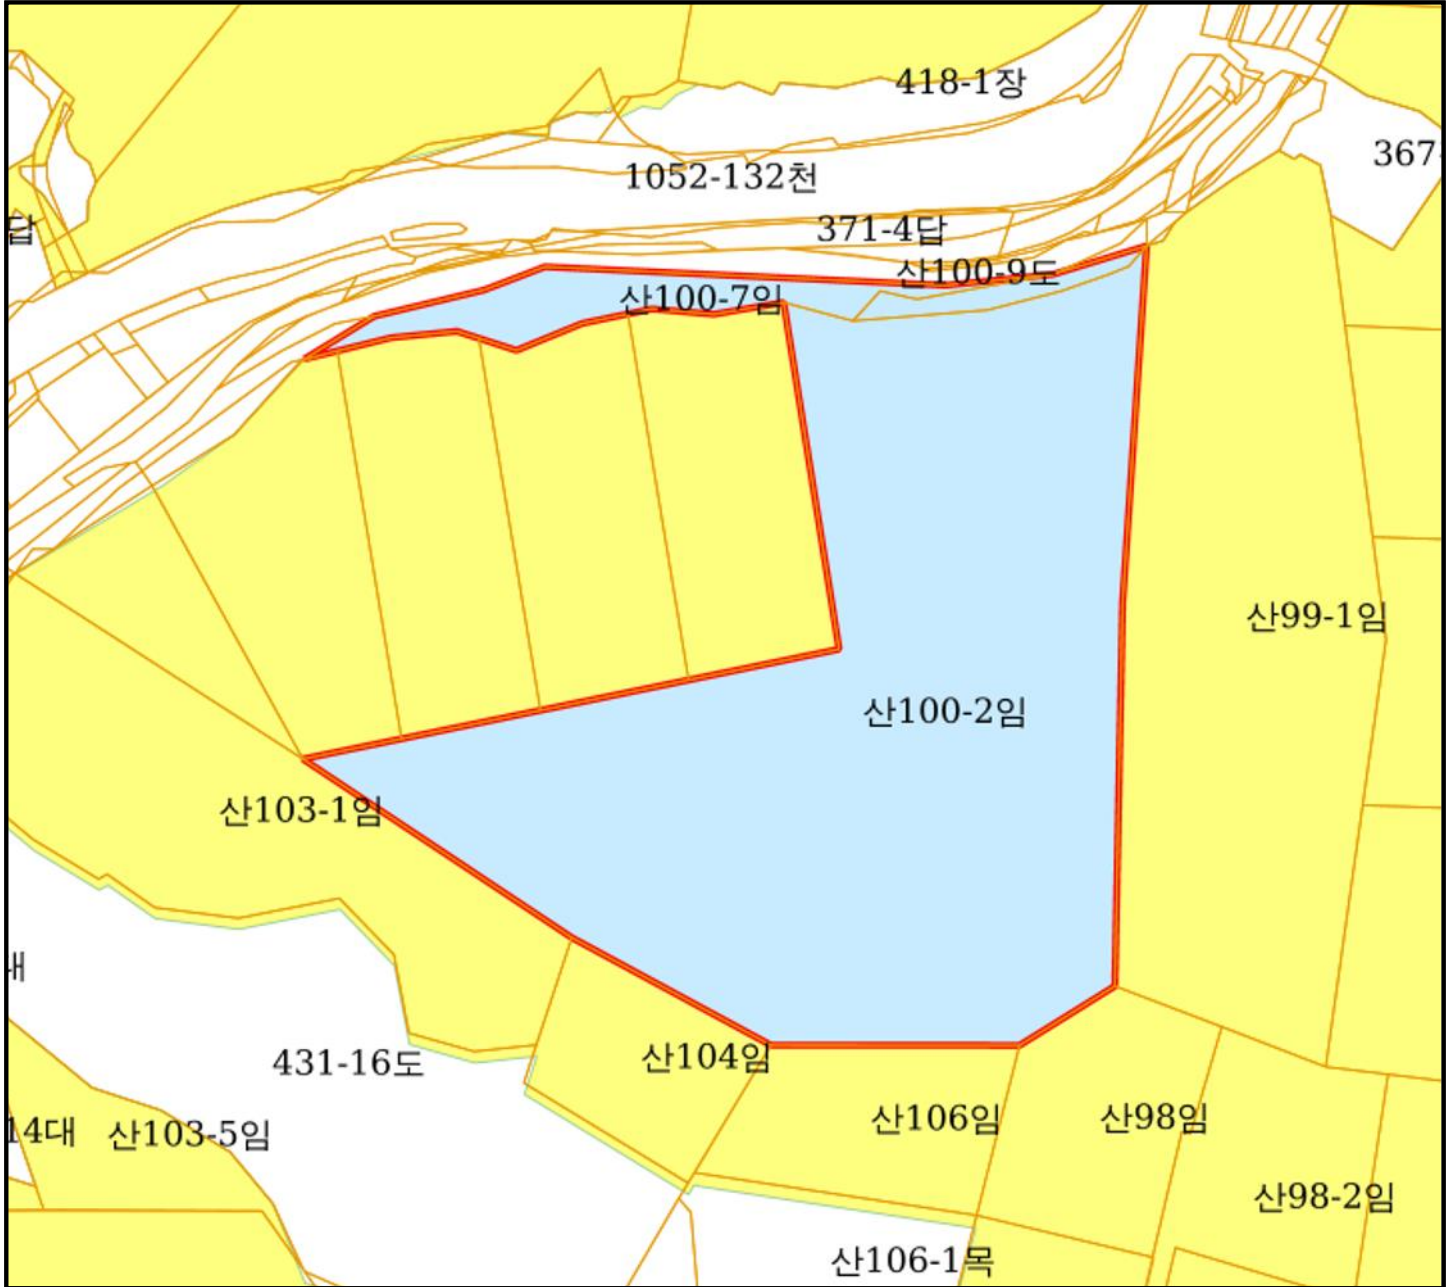 418-1장
367-
1052-132천
답
371-4답
산100-9도
산100-7임
산99-1임
산100-2임
산103-1임
431-16도
산104임
산106임
산98임
14대
산103-5임
산98-2임
산106-1목